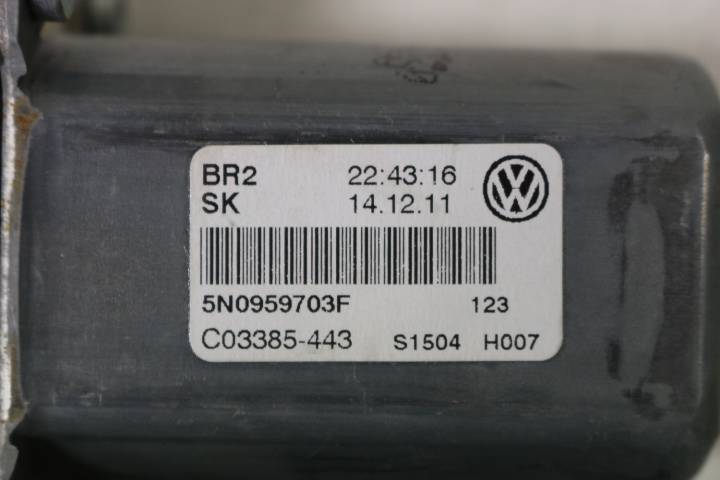 BR2 22:43:16
SK 14.12.11
5N0959703F 123
C03385-443 S1504 H007